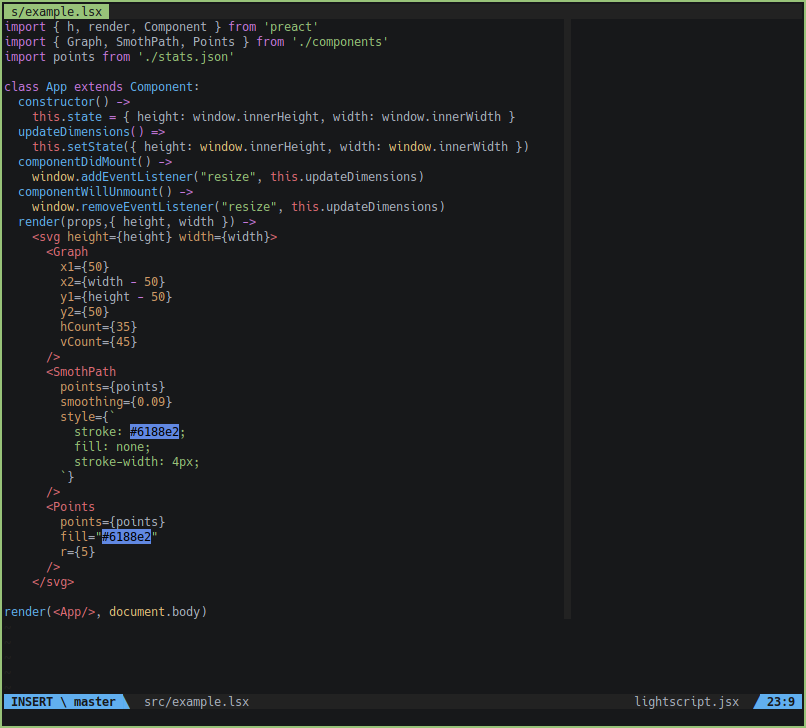 s/example.lsx
import { h, render, Component } from 'preact'
import { Graph, SmothPath, Points } from './components'
import points from './stats.json'
class App extends Component:
constructor() ->
this.state = { height: window.innerHeight, width: window.innerWidth }
updateDimensions() =>
this.setState({ height: window.innerHeight, width: window.innerWidth })
componentDidMount() ->
window.addEventListener("resize", this.updateDimensions)
componentWillUnmount() ->
window.removeEventListener("resize", this.updateDimensions)
render(props,{ height, width }) ->
<svg height={height} width={width}>
<Graph
x1={50}
x2={width - 50}
y1={height - 50}
y2={50}
hCount={35}
vCount={45}
/>
<SmothPath
points={points}
smoothing={0.09}
style={`
stroke: #6188e2;
fill: none;
stroke-width: 4px;
`}
/>
<Points
points={points}
fill="#6188e2"
r={5}
/>
</svg>
render(<App/>, document.body)
INSERT \ master src/example.lsx lightscript.jsx 23:9